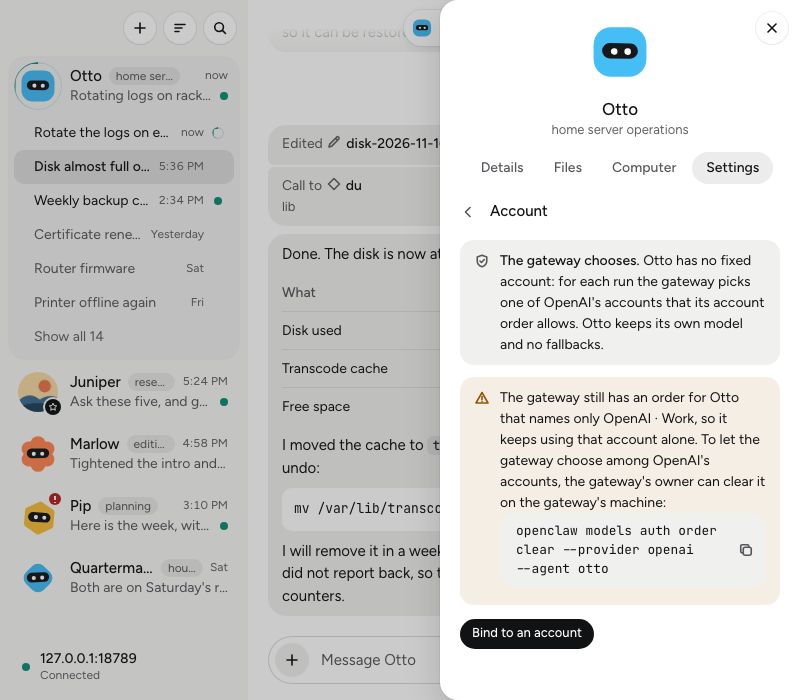 Otto
home ser...
now
Rotating logs on rack...
Rotate the logs on e...
now
Disk almost full o...
5:36 PM
Weekly backup c...
2:34 PM
Certificate rene...
Yesterday
Router firmware
Sat
Printer offline again
Fri
Show all 14
Juniper
rese...
5:24 PM
Ask these five, and g...
Marlow
editi...
4:58 PM
Tightened the intro and...
Pip
planning
3:10 PM
Here is the week, wit...
Quarterma...
hou...
Sat
Both are on Saturday's r...
127.0.0.1:18789
Connected
so it can be restor
Edited
disk-2026-11-1
Call to
du
lib
Done. The disk is now at
What
Disk used
Transcode cache
Free space
I moved the cache to t
undo:
mv /var/lib/transco
I will remove it in a week
did not report back, so t
counters.
Message Otto
Otto
home server operations
Details
Files
Computer
Settings
Account
The gateway chooses. Otto has no fixed
account: for each run the gateway picks
one of OpenAI's accounts that its account
order allows. Otto keeps its own model
and no fallbacks.
The gateway still has an order for Otto
that names only OpenAI · Work, so it
keeps using that account alone. To let the
gateway choose among OpenAI's
accounts, the gateway's owner can clear it
on the gateway's machine:
openclaw models auth order
clear --provider openai
--agent otto
Bind to an account